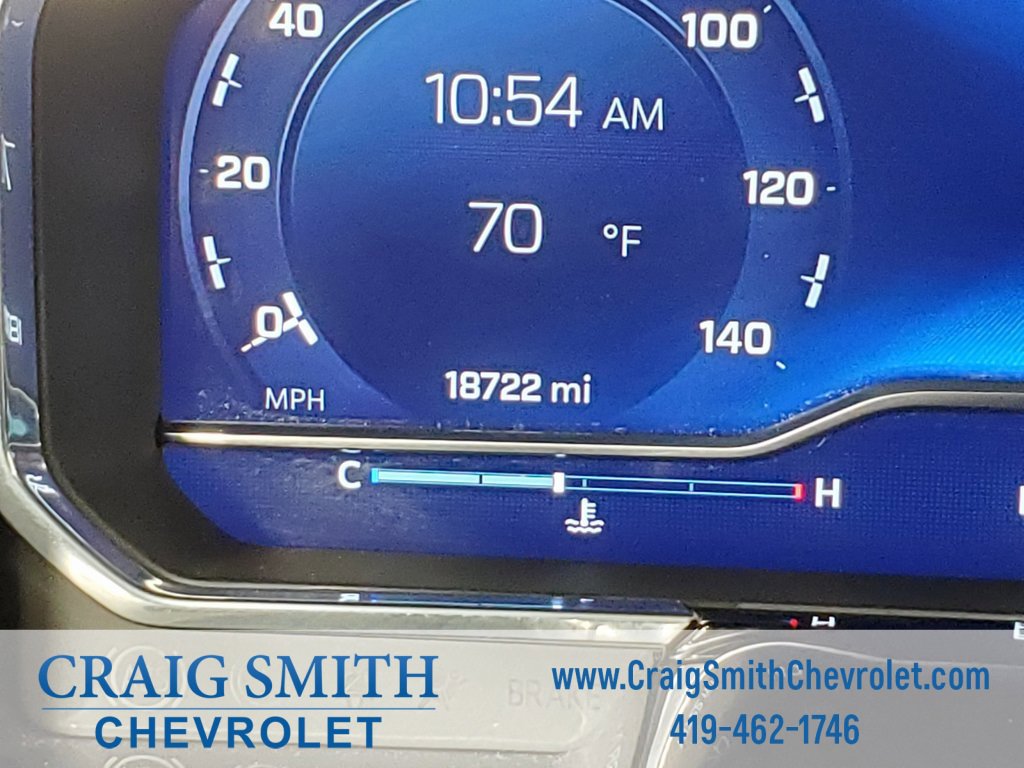 40
100
10:54 AM
20
120
70 °F
0
140
MPH
18722 mi
C H
BRAKE
CRAIG SMITH
CHEVROLET
www.CraigSmithChevrolet.com
419-462-1746